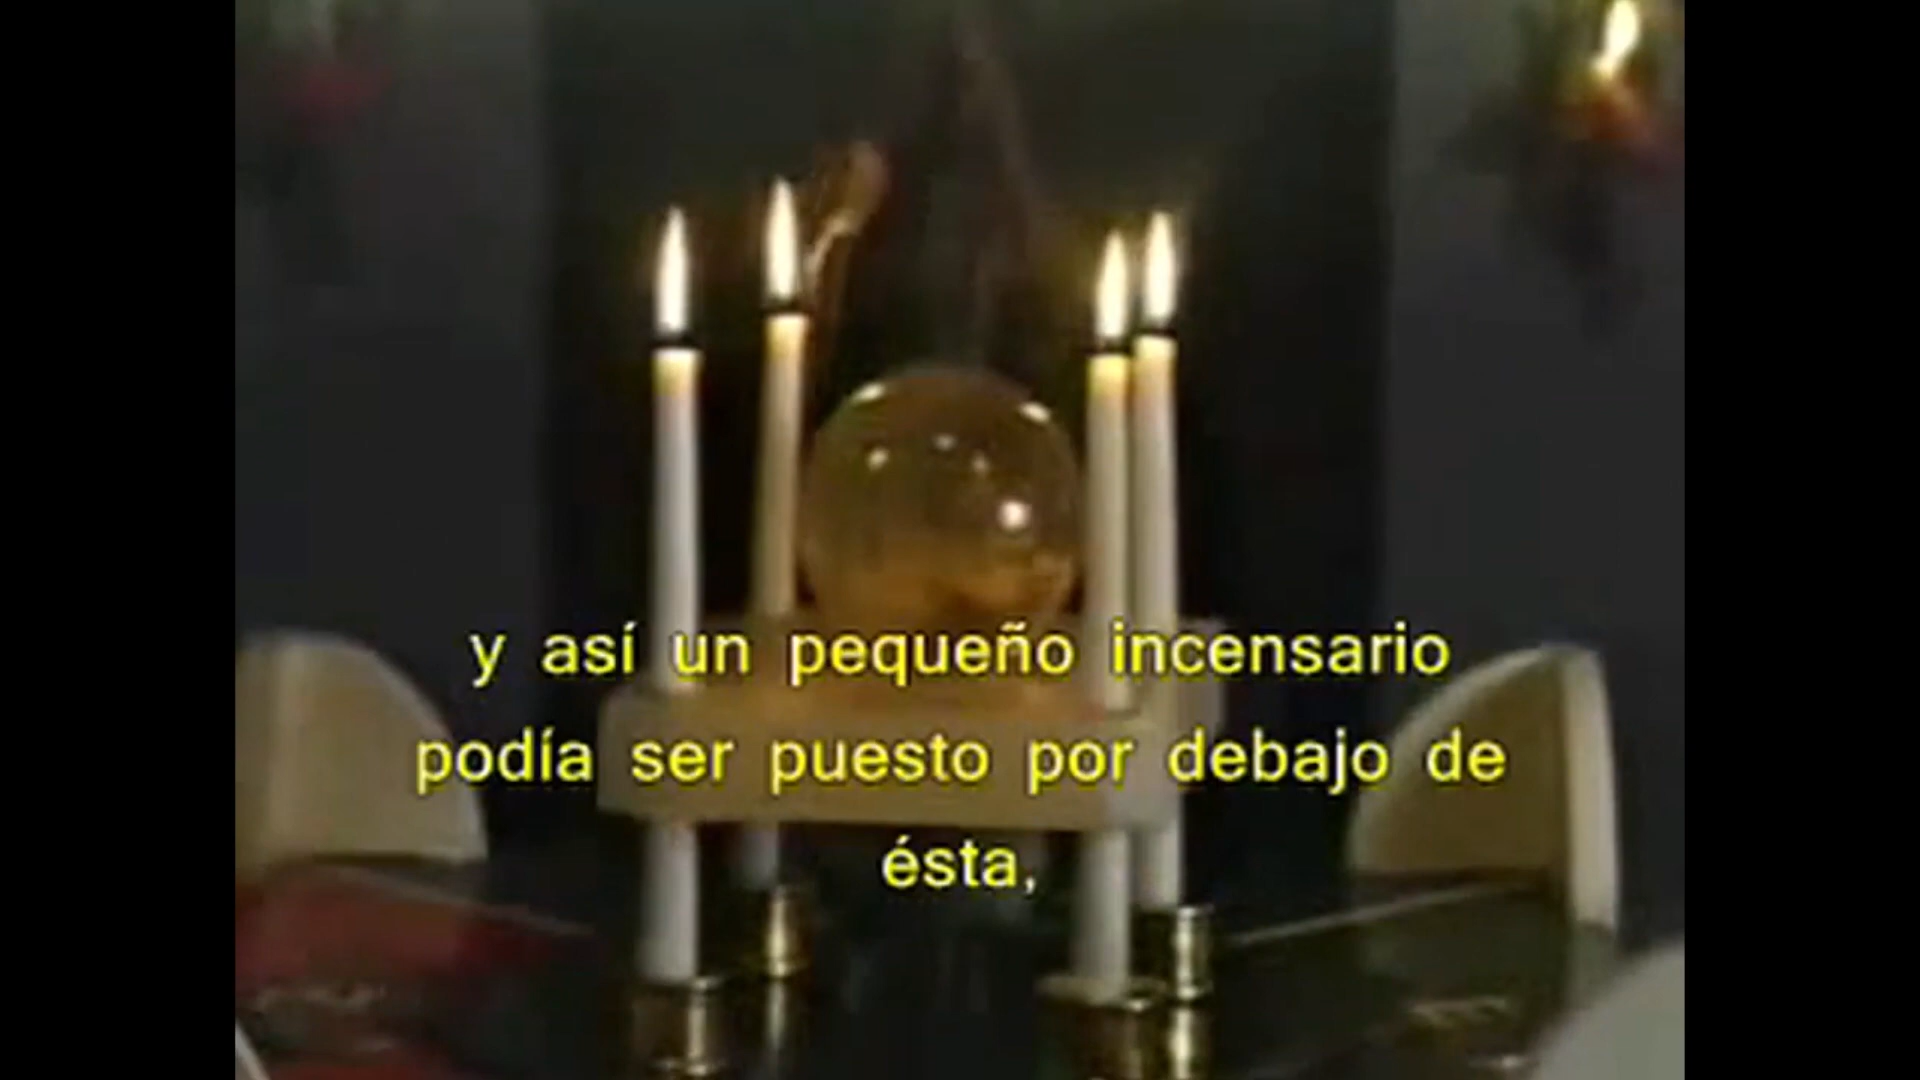 y así un pequeño incensario
podía ser puesto por debajo de
ésta,